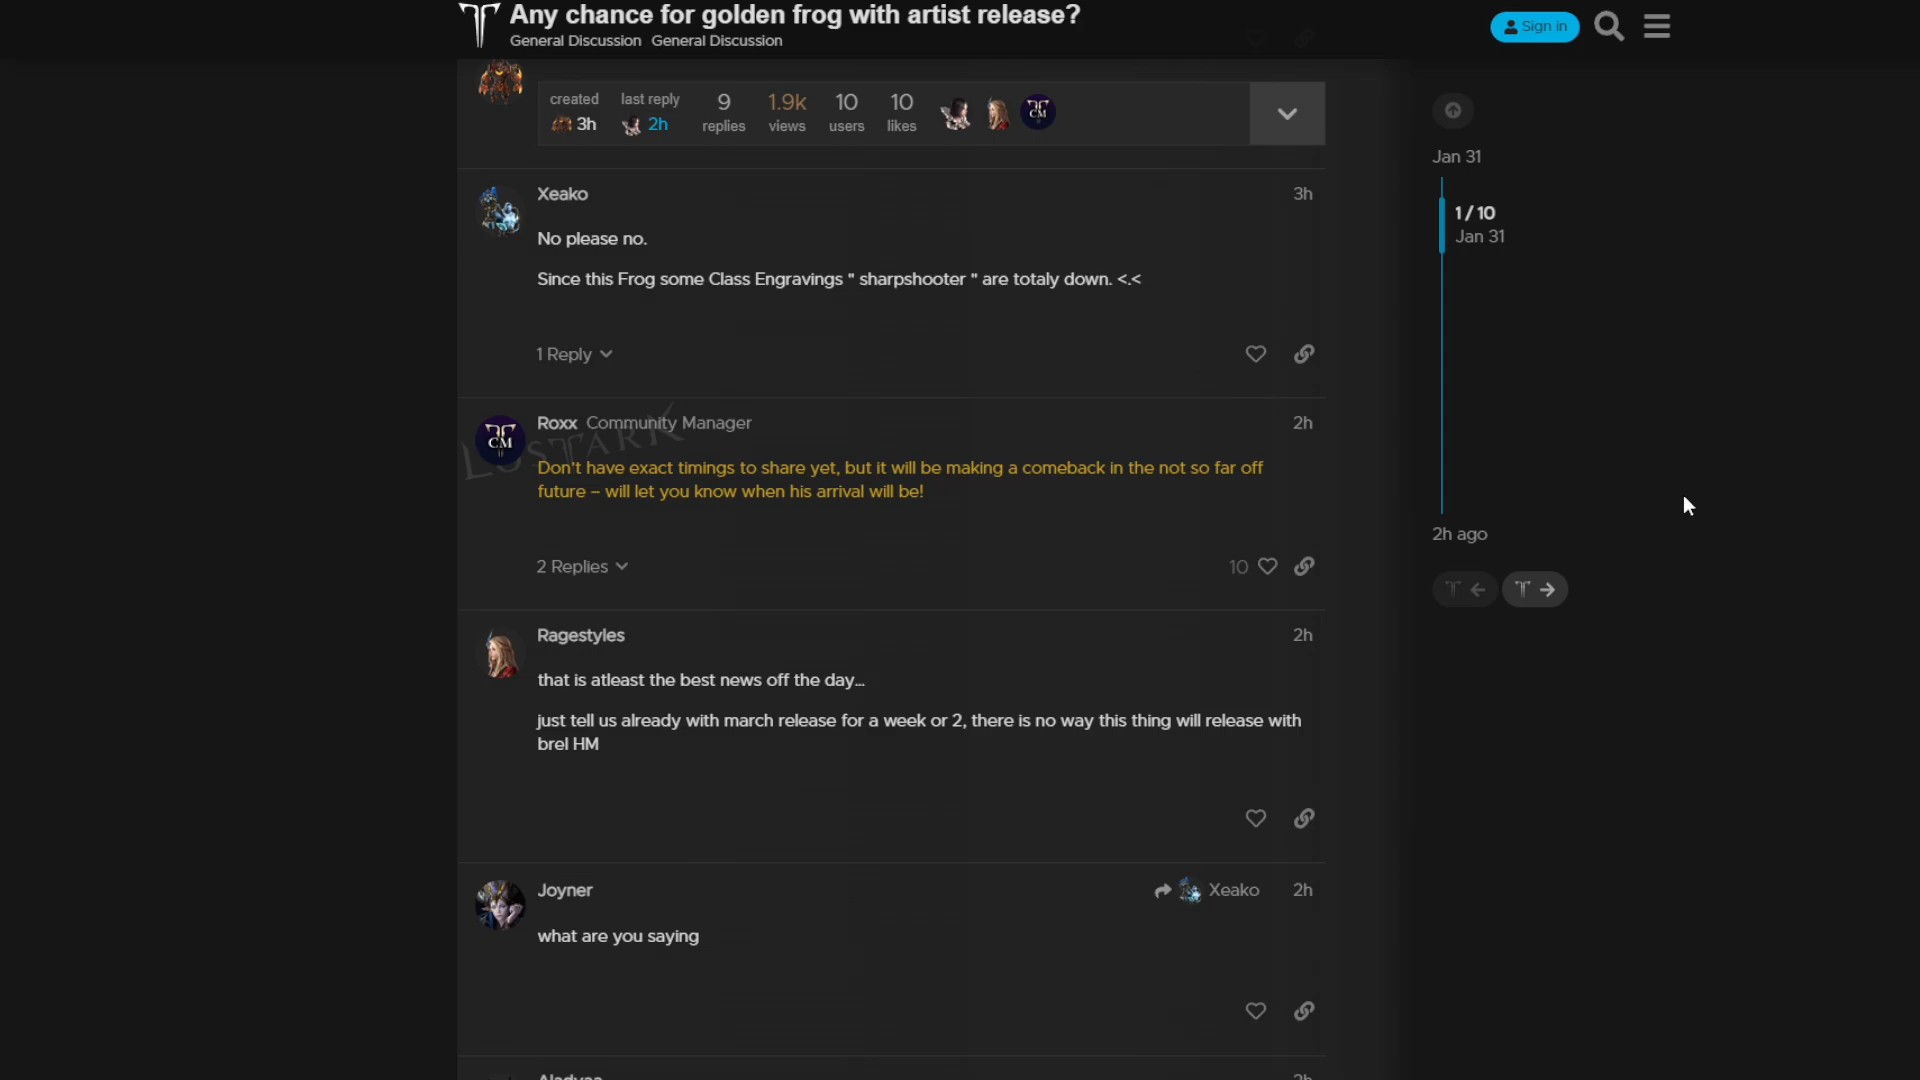 Any chance for golden frog with artist release?
General Discussion General Discussion
Sign in
created last reply 9 1.9k 10 10
3h 2h replies views users likes
CM
Jan 31
1 / 10
Jan 31
2h ago
Xeako 3h
No please no.
Since this Frog some Class Engravings " sharpshooter " are totaly down. <.<
1 Reply
LOST ARK
CM
Roxx Community Manager 2h
Don't have exact timings to share yet, but it will be making a comeback in the not so far off
future – will let you know when his arrival will be!
2 Replies 10
Ragestyles 2h
that is atleast the best news off the day...
just tell us already with march release for a week or 2, there is no way this thing will release with
brel HM
Joyner Xeako 2h
what are you saying